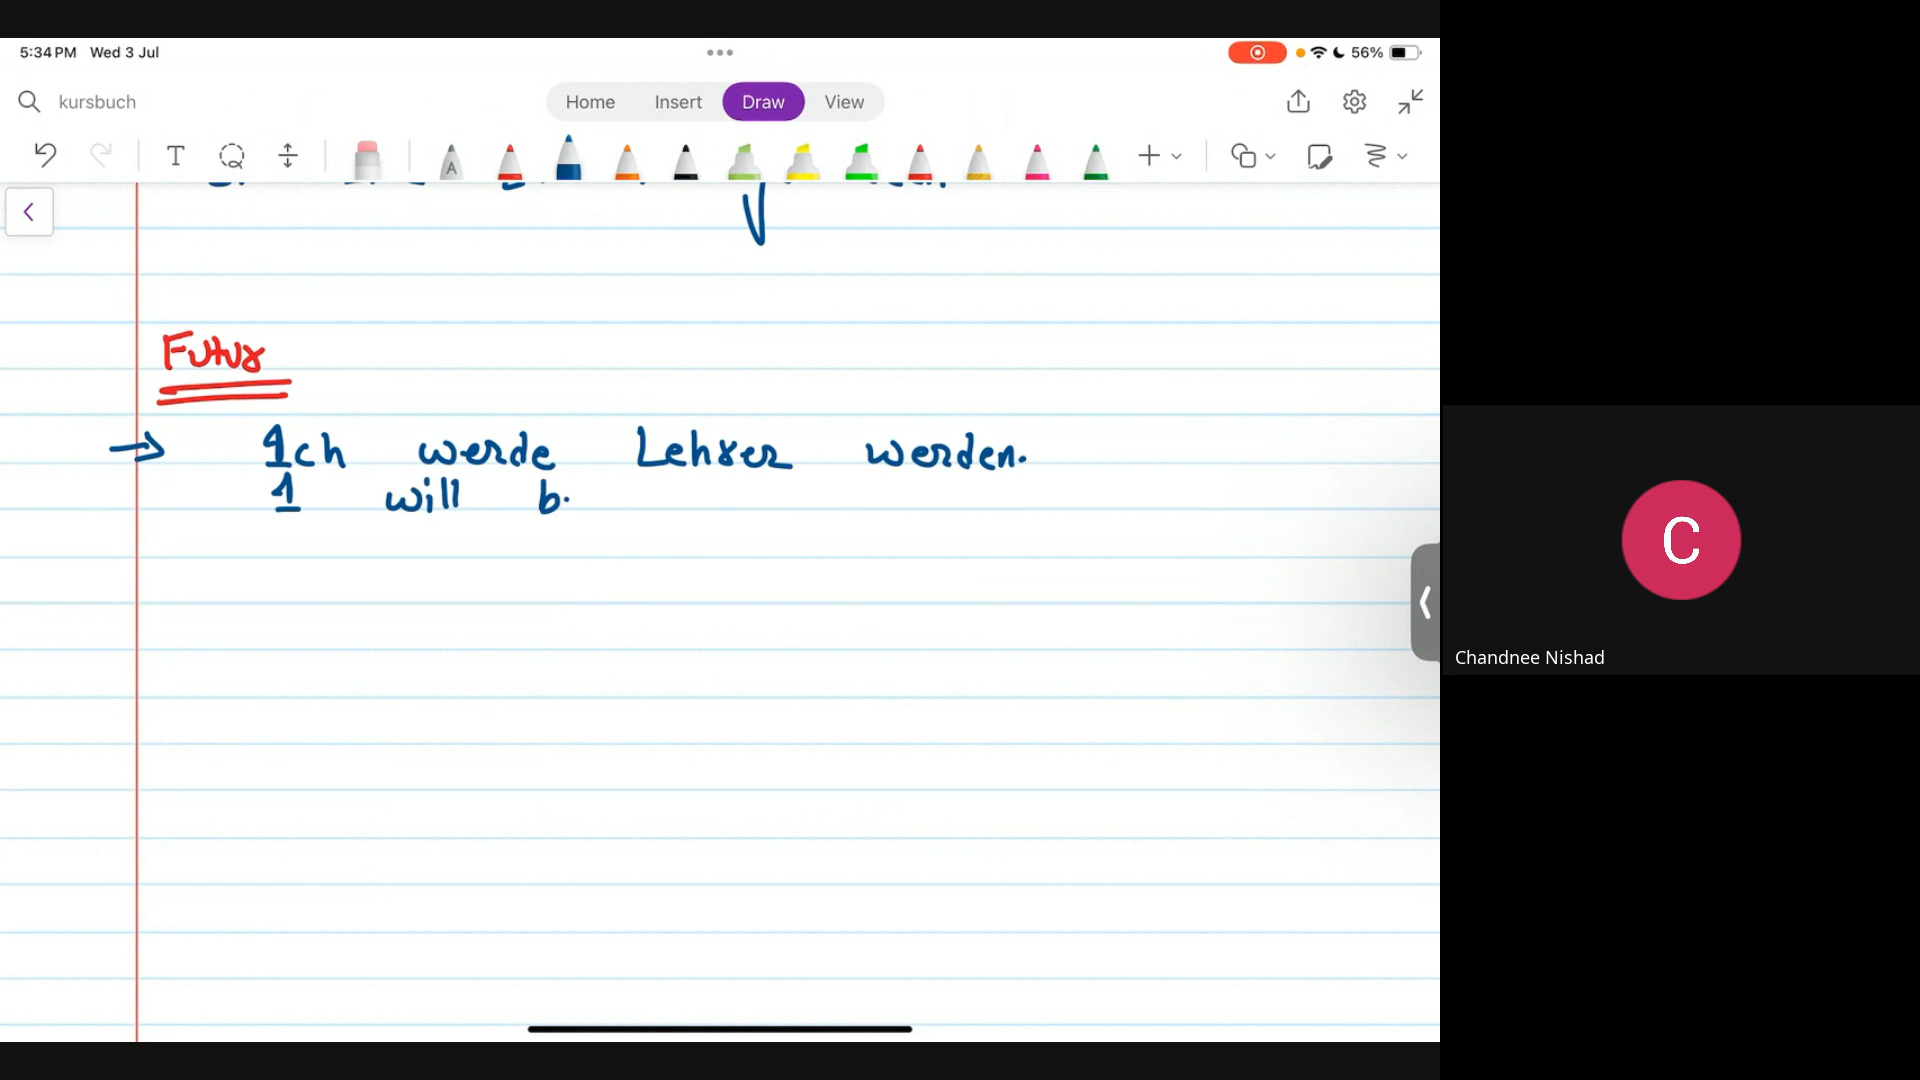 5:34 PM Wed 3 Jul
56%
kursbuch
Home Insert Draw View
T
A
Futur
→ Ich werde Lehrer werden.
I will b.
C
Chandnee Nishad